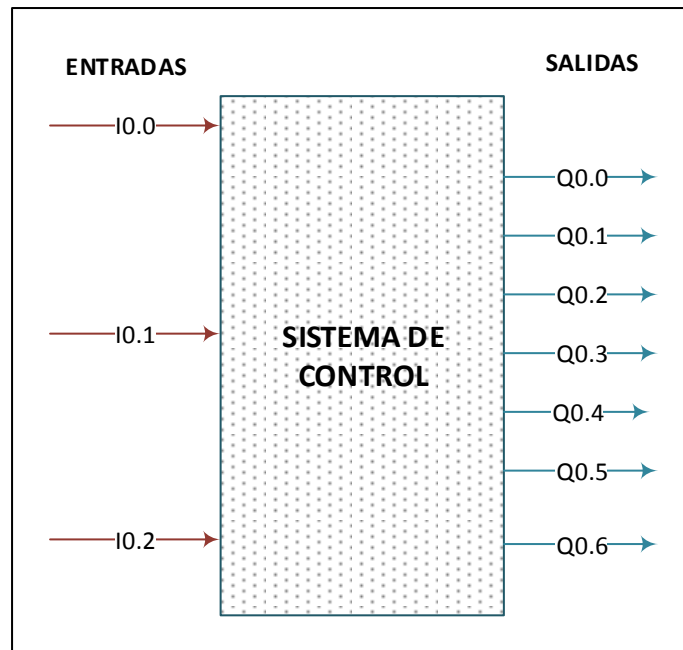 ENTRADAS
SALIDAS
I0.0
Q0.0
Q0.1
Q0.2
I0.1
SISTEMA DE
CONTROL
Q0.3
Q0.4
Q0.5
I0.2
Q0.6